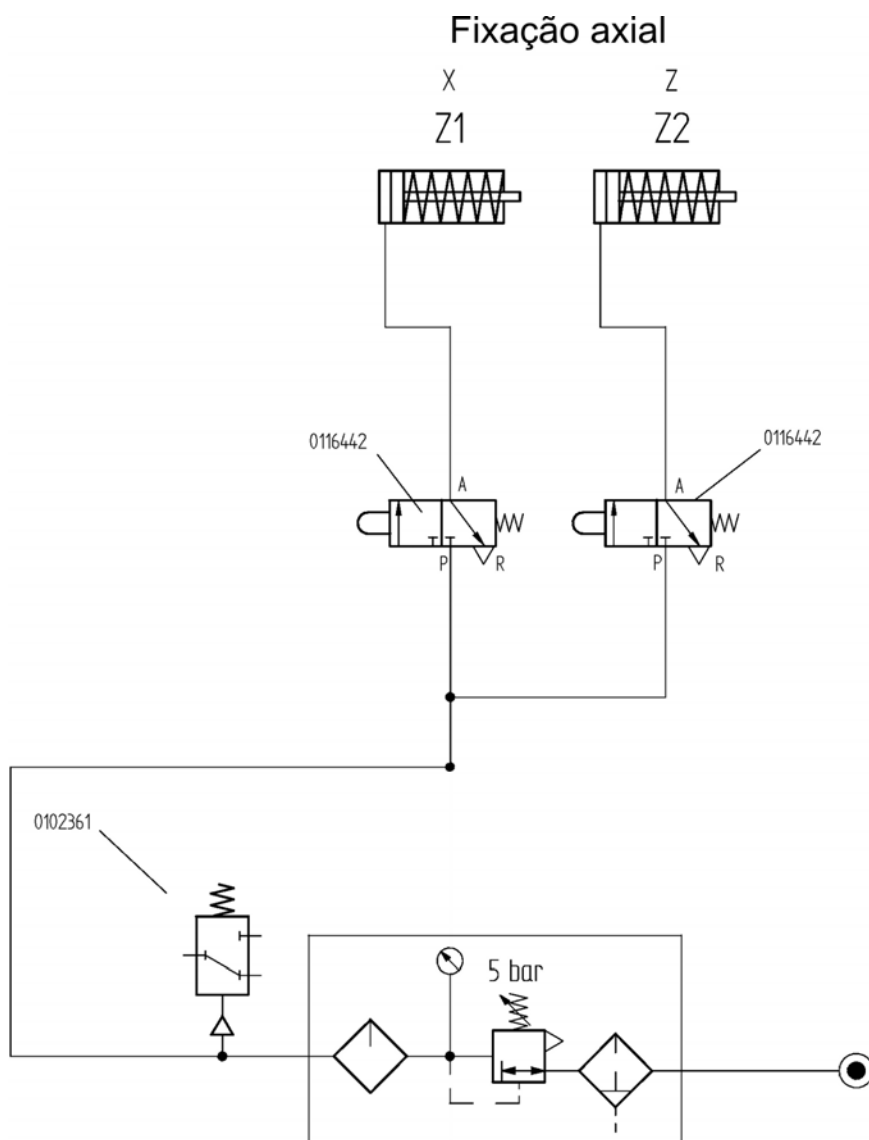 Fixação axial
X Z
Z1 Z2
0116442 0116442
A A
P R P R
0102361
5 bar